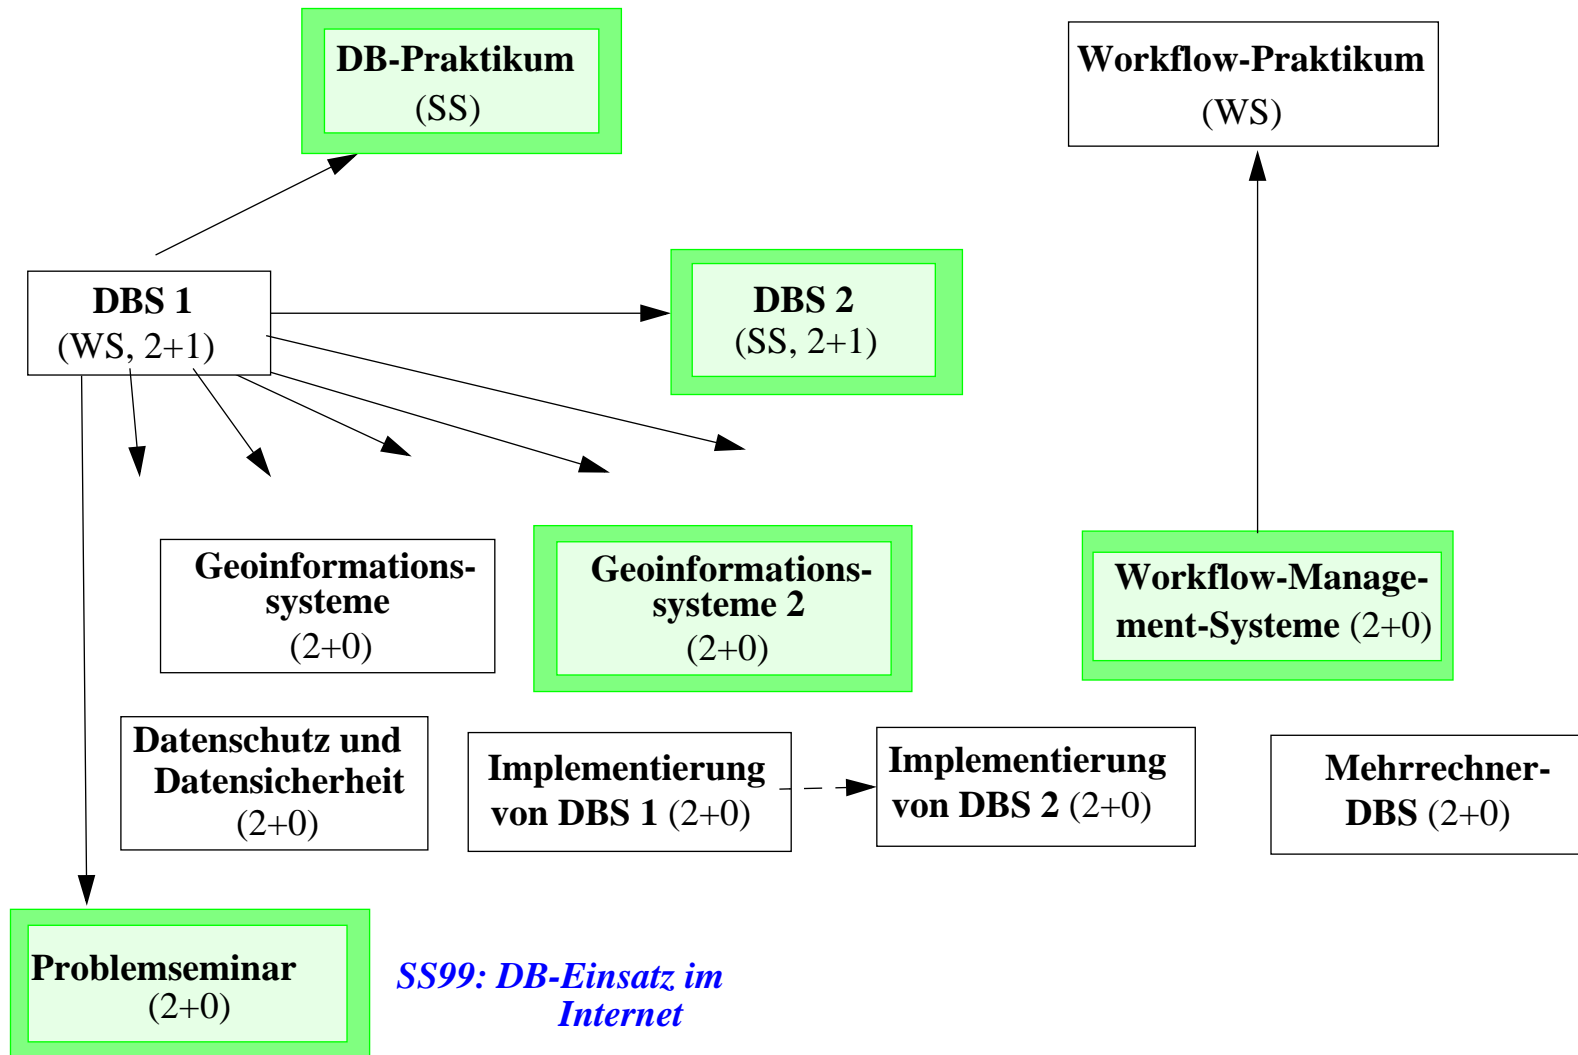 DB-Praktikum
(SS)
Workflow-Praktikum
(WS)
DBS 1
(WS, 2+1)
DBS 2
(SS, 2+1)
Geoinformations-
systeme
(2+0)
Geoinformations-
systeme 2
(2+0)
Workflow-Manage-
ment-Systeme (2+0)
Datenschutz und
Datensicherheit
(2+0)
Implementierung
von DBS 1 (2+0)
Implementierung
von DBS 2 (2+0)
Mehrrechner-
DBS (2+0)
Problemseminar
(2+0)
SS99: DB-Einsatz im
Internet